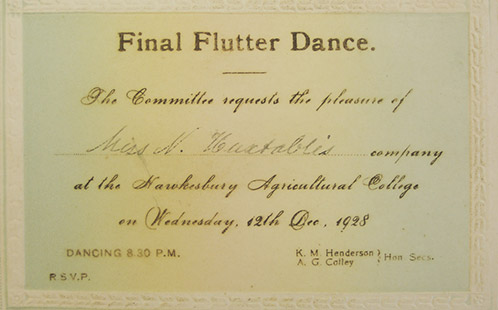 Final Flutter Dance.
The Committee requests the pleasure of
Miss N. Huxtable's company
at the Hawkesbury Agricultural College
on Wednesday, 12th Dec, 1928
DANCING 8.30 P.M.
K. M. Henderson }
A. G. Colley } Hon Secs.
R.S.V.P.